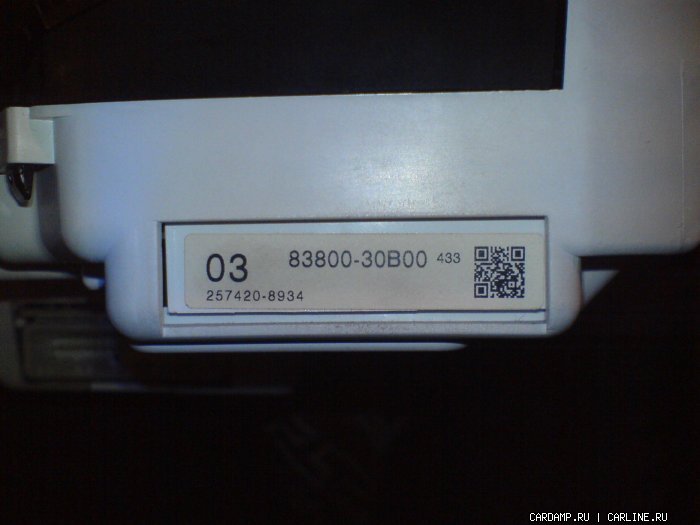 03 83800-30B00 433
257420-8934
CARDAMP.RU | CARLINE.RU